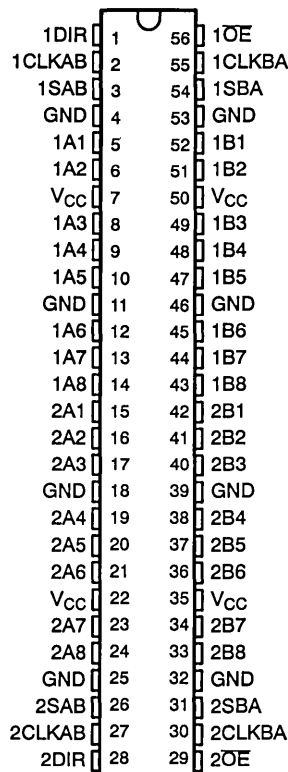 1DIR 1 56 1O̅E̅
1CLKAB 2 55 1CLKBA
1SAB 3 54 1SBA
GND 4 53 GND
1A1 5 52 1B1
1A2 6 51 1B2
VCC 7 50 VCC
1A3 8 49 1B3
1A4 9 48 1B4
1A5 10 47 1B5
GND 11 46 GND
1A6 12 45 1B6
1A7 13 44 1B7
1A8 14 43 1B8
2A1 15 42 2B1
2A2 16 41 2B2
2A3 17 40 2B3
GND 18 39 GND
2A4 19 38 2B4
2A5 20 37 2B5
2A6 21 36 2B6
VCC 22 35 VCC
2A7 23 34 2B7
2A8 24 33 2B8
GND 25 32 GND
2SAB 26 31 2SBA
2CLKAB 27 30 2CLKBA
2DIR 28 29 2O̅E̅